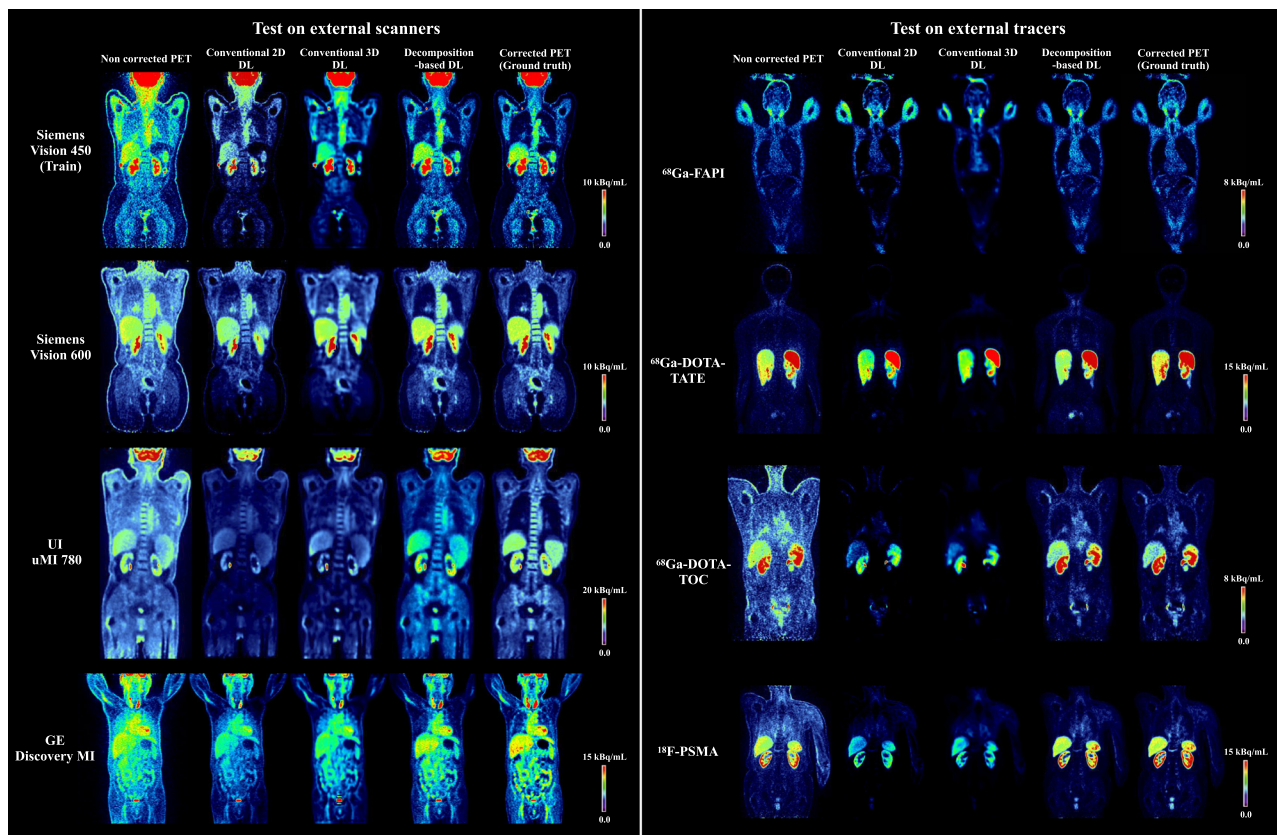 Test on external scanners
Non corrected PET
Conventional 2D
DL
Conventional 3D
DL
Decomposition
-based DL
Corrected PET
(Ground truth)
Siemens
Vision 450
(Train)
10 kBq/mL
0.0
Siemens
Vision 600
10 kBq/mL
0.0
UI
uMI 780
20 kBq/mL
0.0
GE
Discovery MI
15 kBq/mL
0.0
Test on external tracers
Non corrected PET
Conventional 2D
DL
Conventional 3D
DL
Decomposition
-based DL
Corrected PET
(Ground truth)
⁶⁸Ga-FAPI
8 kBq/mL
0.0
⁶⁸Ga-DOTA-
TATE
15 kBq/mL
0.0
⁶⁸Ga-DOTA-
TOC
8 kBq/mL
0.0
¹⁸F-PSMA
15 kBq/mL
0.0